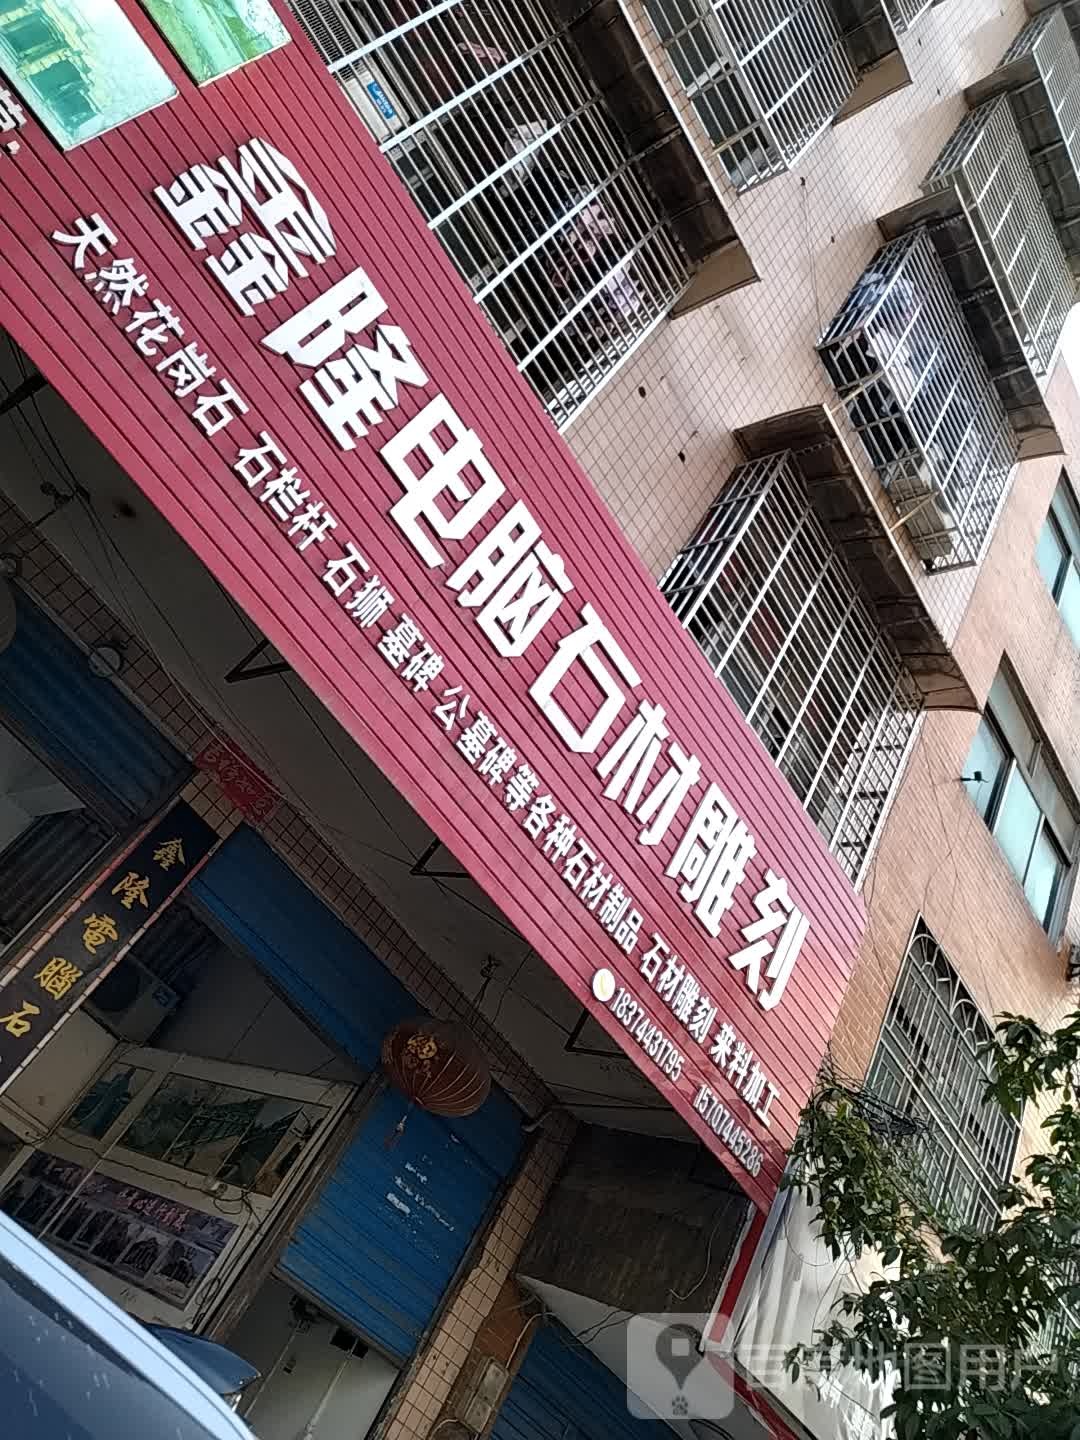 鑫隆电脑石材雕刻
天然花岗石 石栏杆 石狮 墓碑 公墓碑等各种石材制品 石材雕刻 来料加工
18374431795 15707445286
鑫隆電腦石
百度地图用户